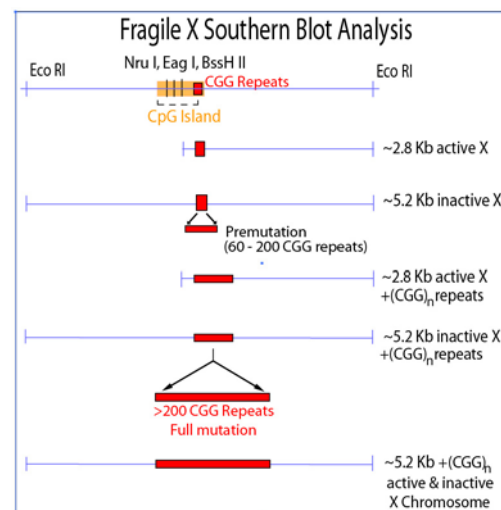 Fragile X Southern Blot Analysis
Eco RI
Nru I, Eag I, BssH II
Eco RI
CGG Repeats
CpG Island
~2.8 Kb active X
~5.2 Kb inactive X
Premutation
(60 - 200 CGG repeats)
~2.8 Kb active X
+(CGG)n repeats
~5.2 Kb inactive X
+(CGG)n repeats
>200 CGG Repeats
Full mutation
~5.2 Kb +(CGG)n
active & inactive
X Chromosome